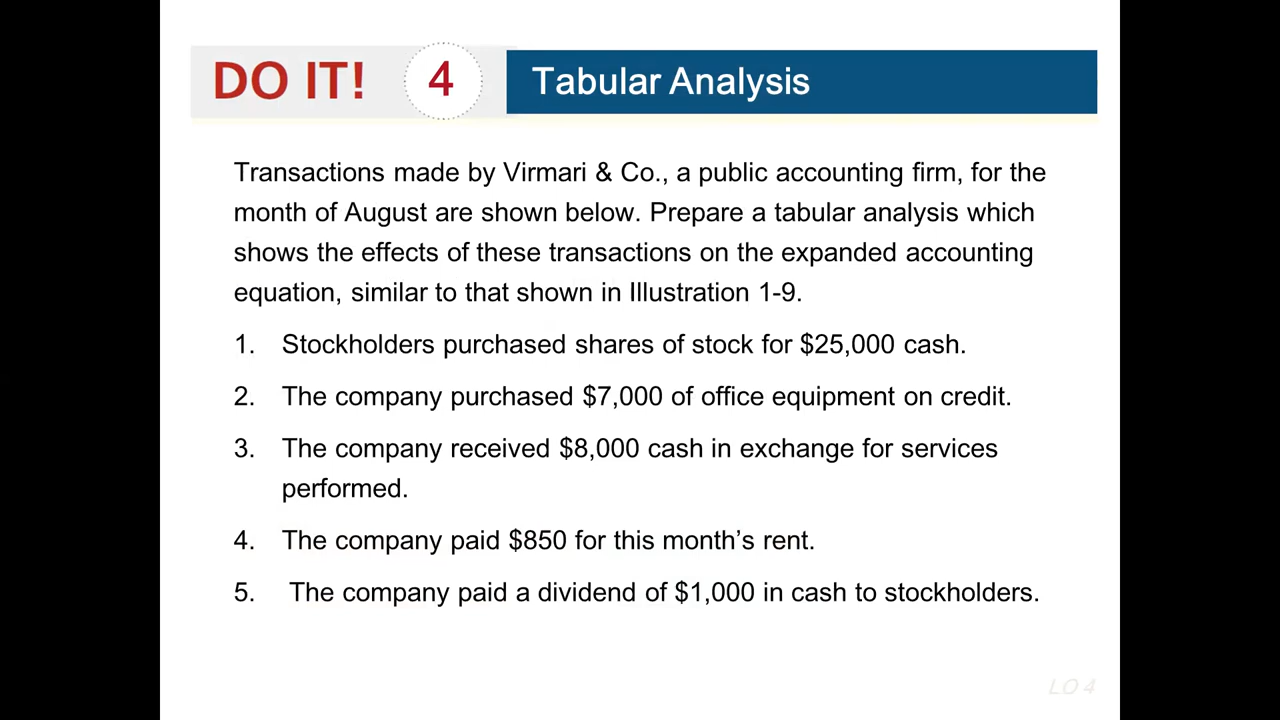 DO IT! 4 Tabular Analysis
Transactions made by Virmari & Co., a public accounting firm, for the
month of August are shown below. Prepare a tabular analysis which
shows the effects of these transactions on the expanded accounting
equation, similar to that shown in Illustration 1-9.
1. Stockholders purchased shares of stock for $25,000 cash.
2. The company purchased $7,000 of office equipment on credit.
3. The company received $8,000 cash in exchange for services
performed.
4. The company paid $850 for this month’s rent.
5. The company paid a dividend of $1,000 in cash to stockholders.
LO 4